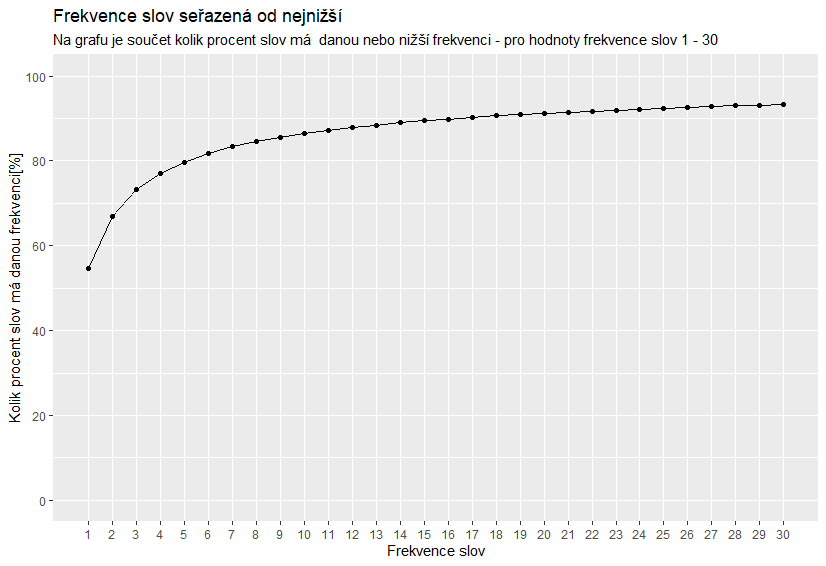 Frekvence slov seřazená od nejnižší
Na grafu je součet kolik procent slov má  danou nebo nižší frekvenci - pro hodnoty frekvence slov 1 - 30
Kolik procent slov má danou frekvenci[%]
100
80
60
40
20
0
1 2 3 4 5 6 7 8 9 10 11 12 13 14 15 16 17 18 19 20 21 22 23 24 25 26 27 28 29 30
Frekvence slov